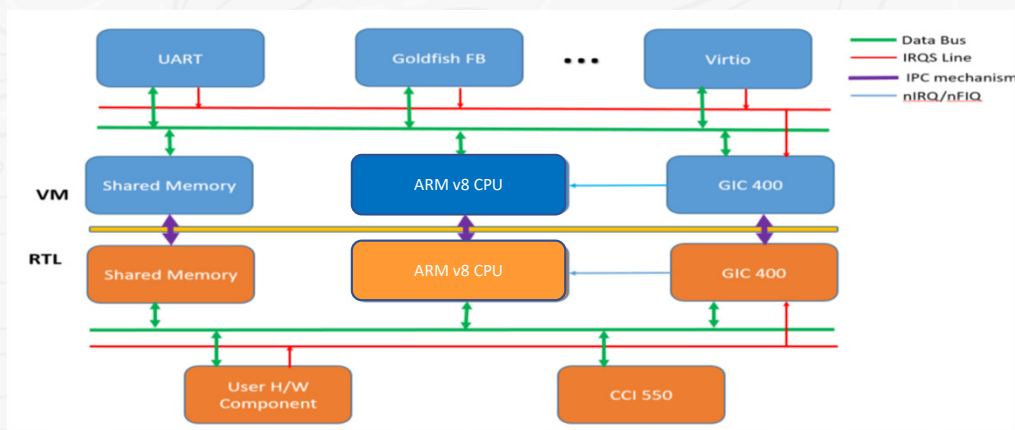 UART
Goldfish FB
...
Virtio
Data Bus
IRQS Line
IPC mechanism
nIRQ/nFIQ
VM
Shared Memory
ARM v8 CPU
GIC 400
RTL
Shared Memory
ARM v8 CPU
GIC 400
User H/W
Component
CCI 550